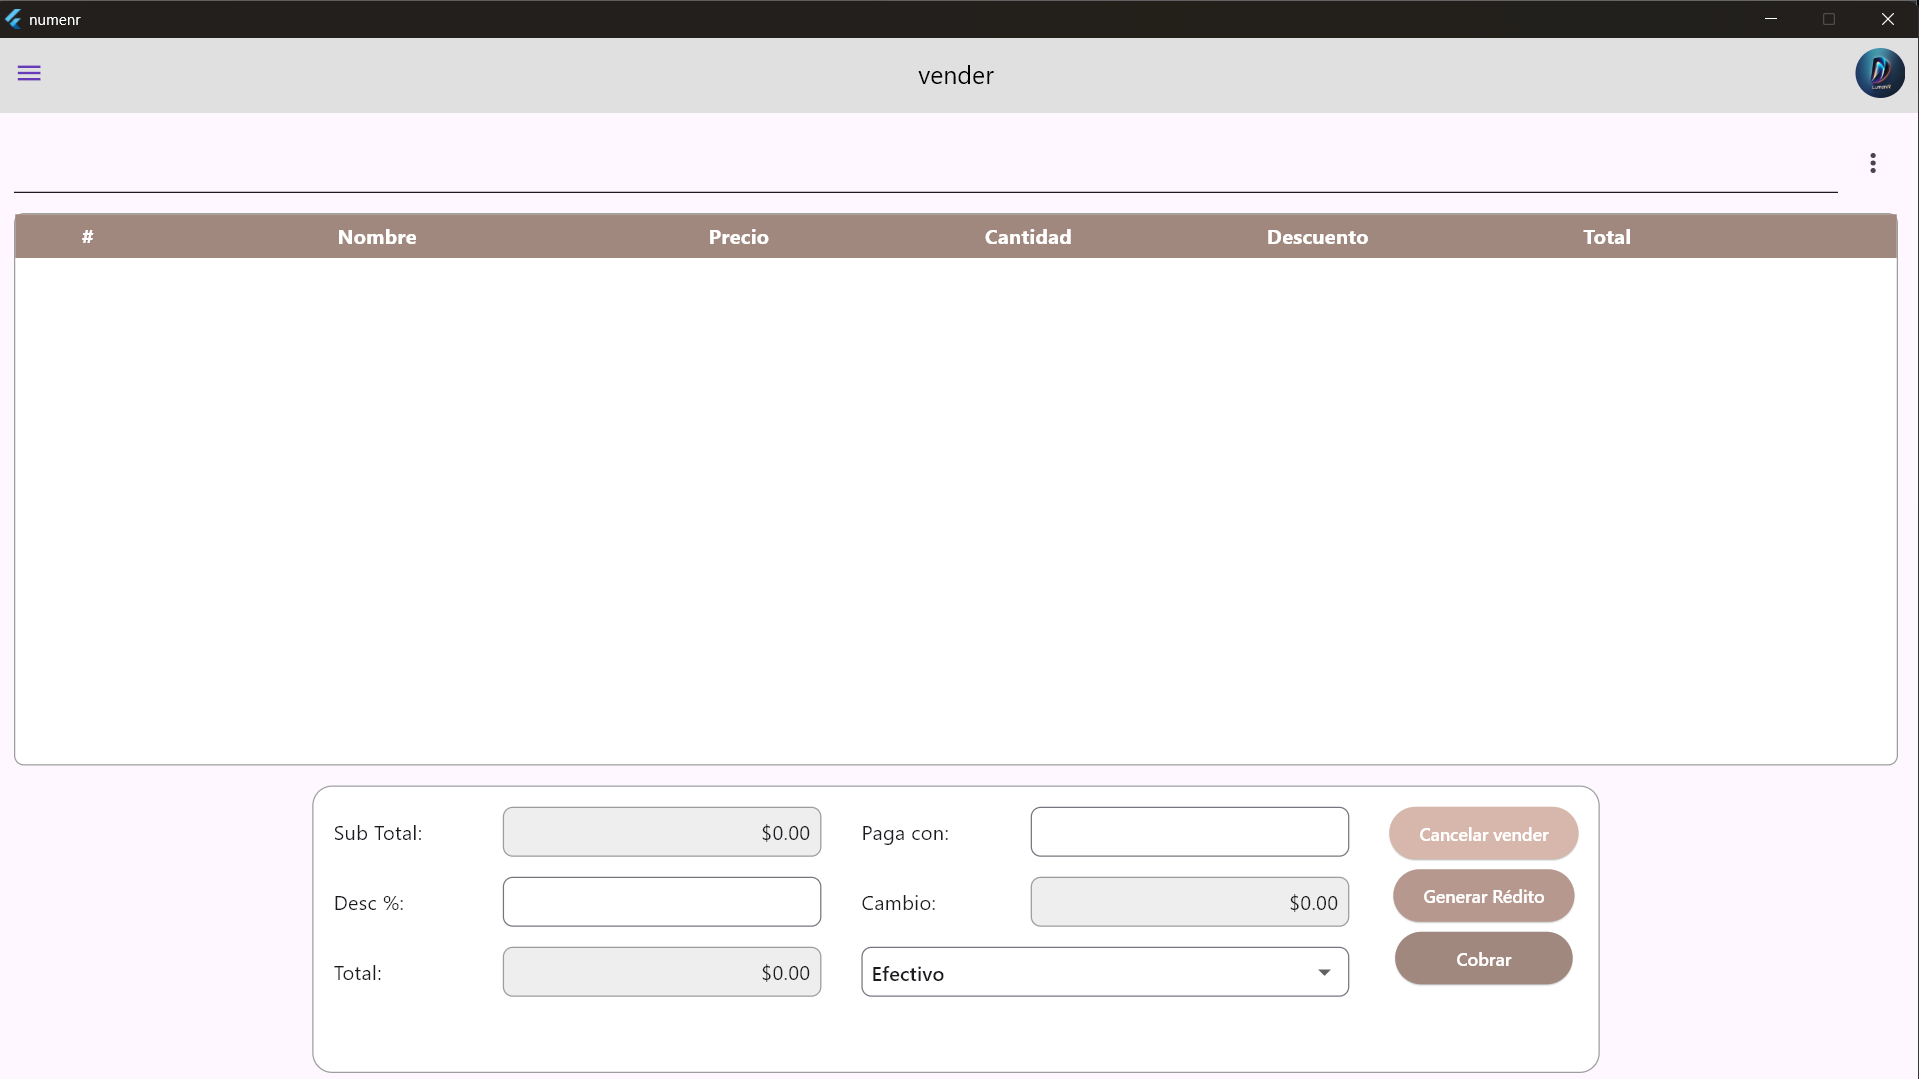 numenr
vender
# Nombre Precio Cantidad Descuento Total
Sub Total: $0.00 Paga con: Cancelar vender
Desc %: Cambio: $0.00 Generar Rédito
Total: $0.00 Efectivo Cobrar